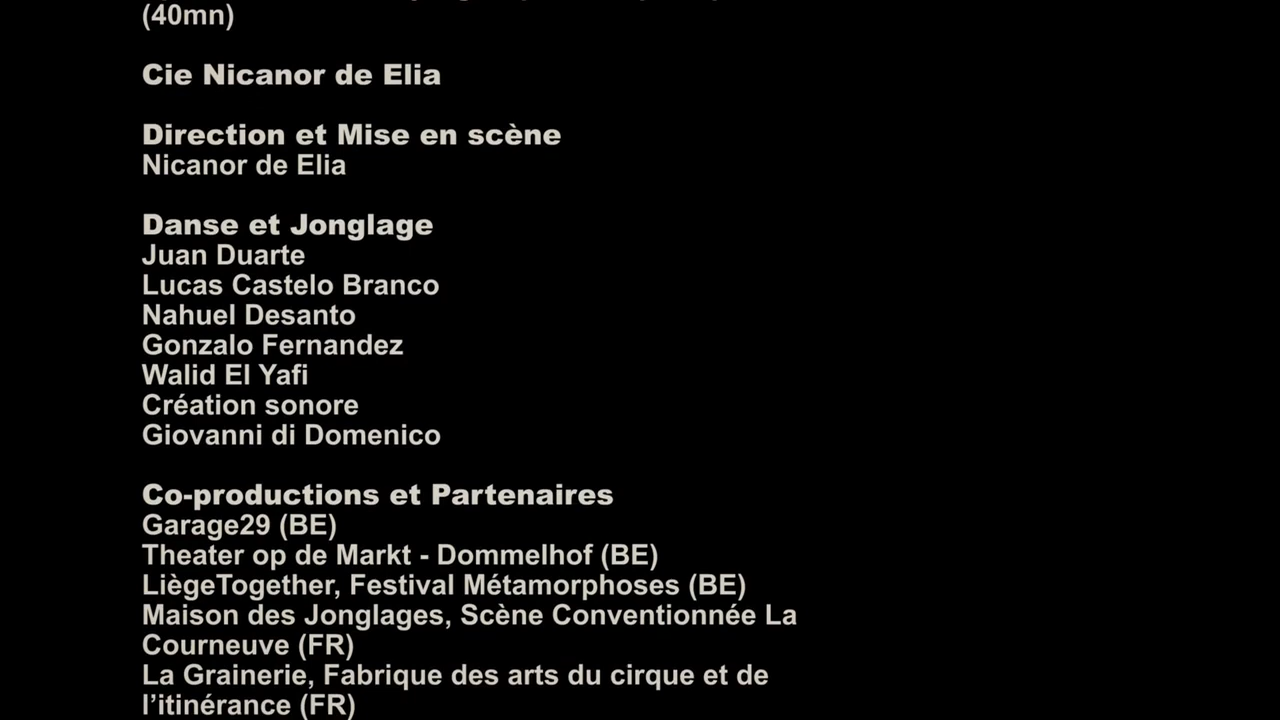 (40mn)
Cie Nicanor de Elia
Direction et Mise en scène
Nicanor de Elia
Danse et Jonglage
Juan Duarte
Lucas Castelo Branco
Nahuel Desanto
Gonzalo Fernandez
Walid El Yafi
Création sonore
Giovanni di Domenico
Co-productions et Partenaires
Garage29 (BE)
Theater op de Markt - Dommelhof (BE)
LiègeTogether, Festival Métamorphoses (BE)
Maison des Jonglages, Scène Conventionnée La
Courneuve (FR)
La Grainerie, Fabrique des arts du cirque et de
l’itinérance (FR)